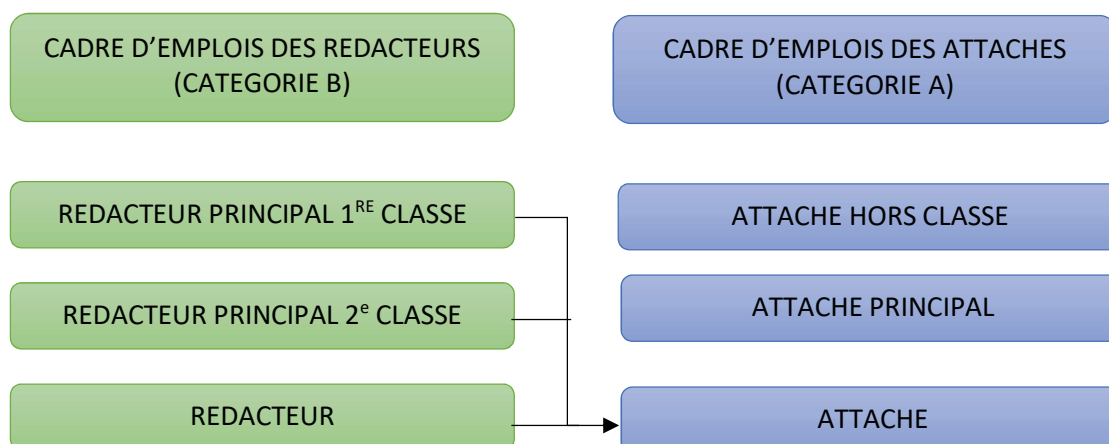 CADRE D’EMPLOIS DES REDACTEURS
(CATEGORIE B)
CADRE D’EMPLOIS DES ATTACHES
(CATEGORIE A)
REDACTEUR PRINCIPAL 1RE CLASSE
ATTACHE HORS CLASSE
REDACTEUR PRINCIPAL 2e CLASSE
ATTACHE PRINCIPAL
REDACTEUR
ATTACHE